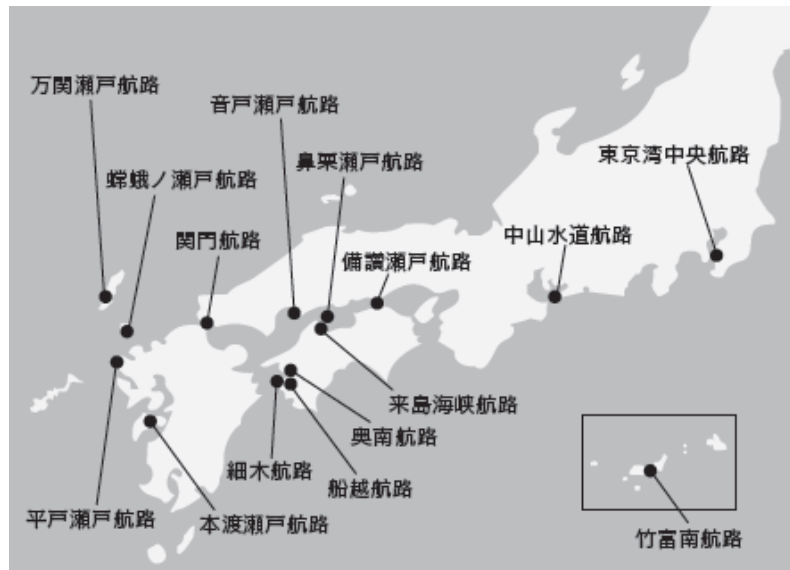 万関瀬戸航路
音戸瀬戸航路
鼻栗瀬戸航路
東京湾中央航路
蠑蛾ノ瀬戸航路
関門航路
中山水道航路
備讃瀬戸航路
来島海峡航路
奥南航路
細木航路
船越航路
平戸瀬戸航路
本渡瀬戸航路
竹富南航路